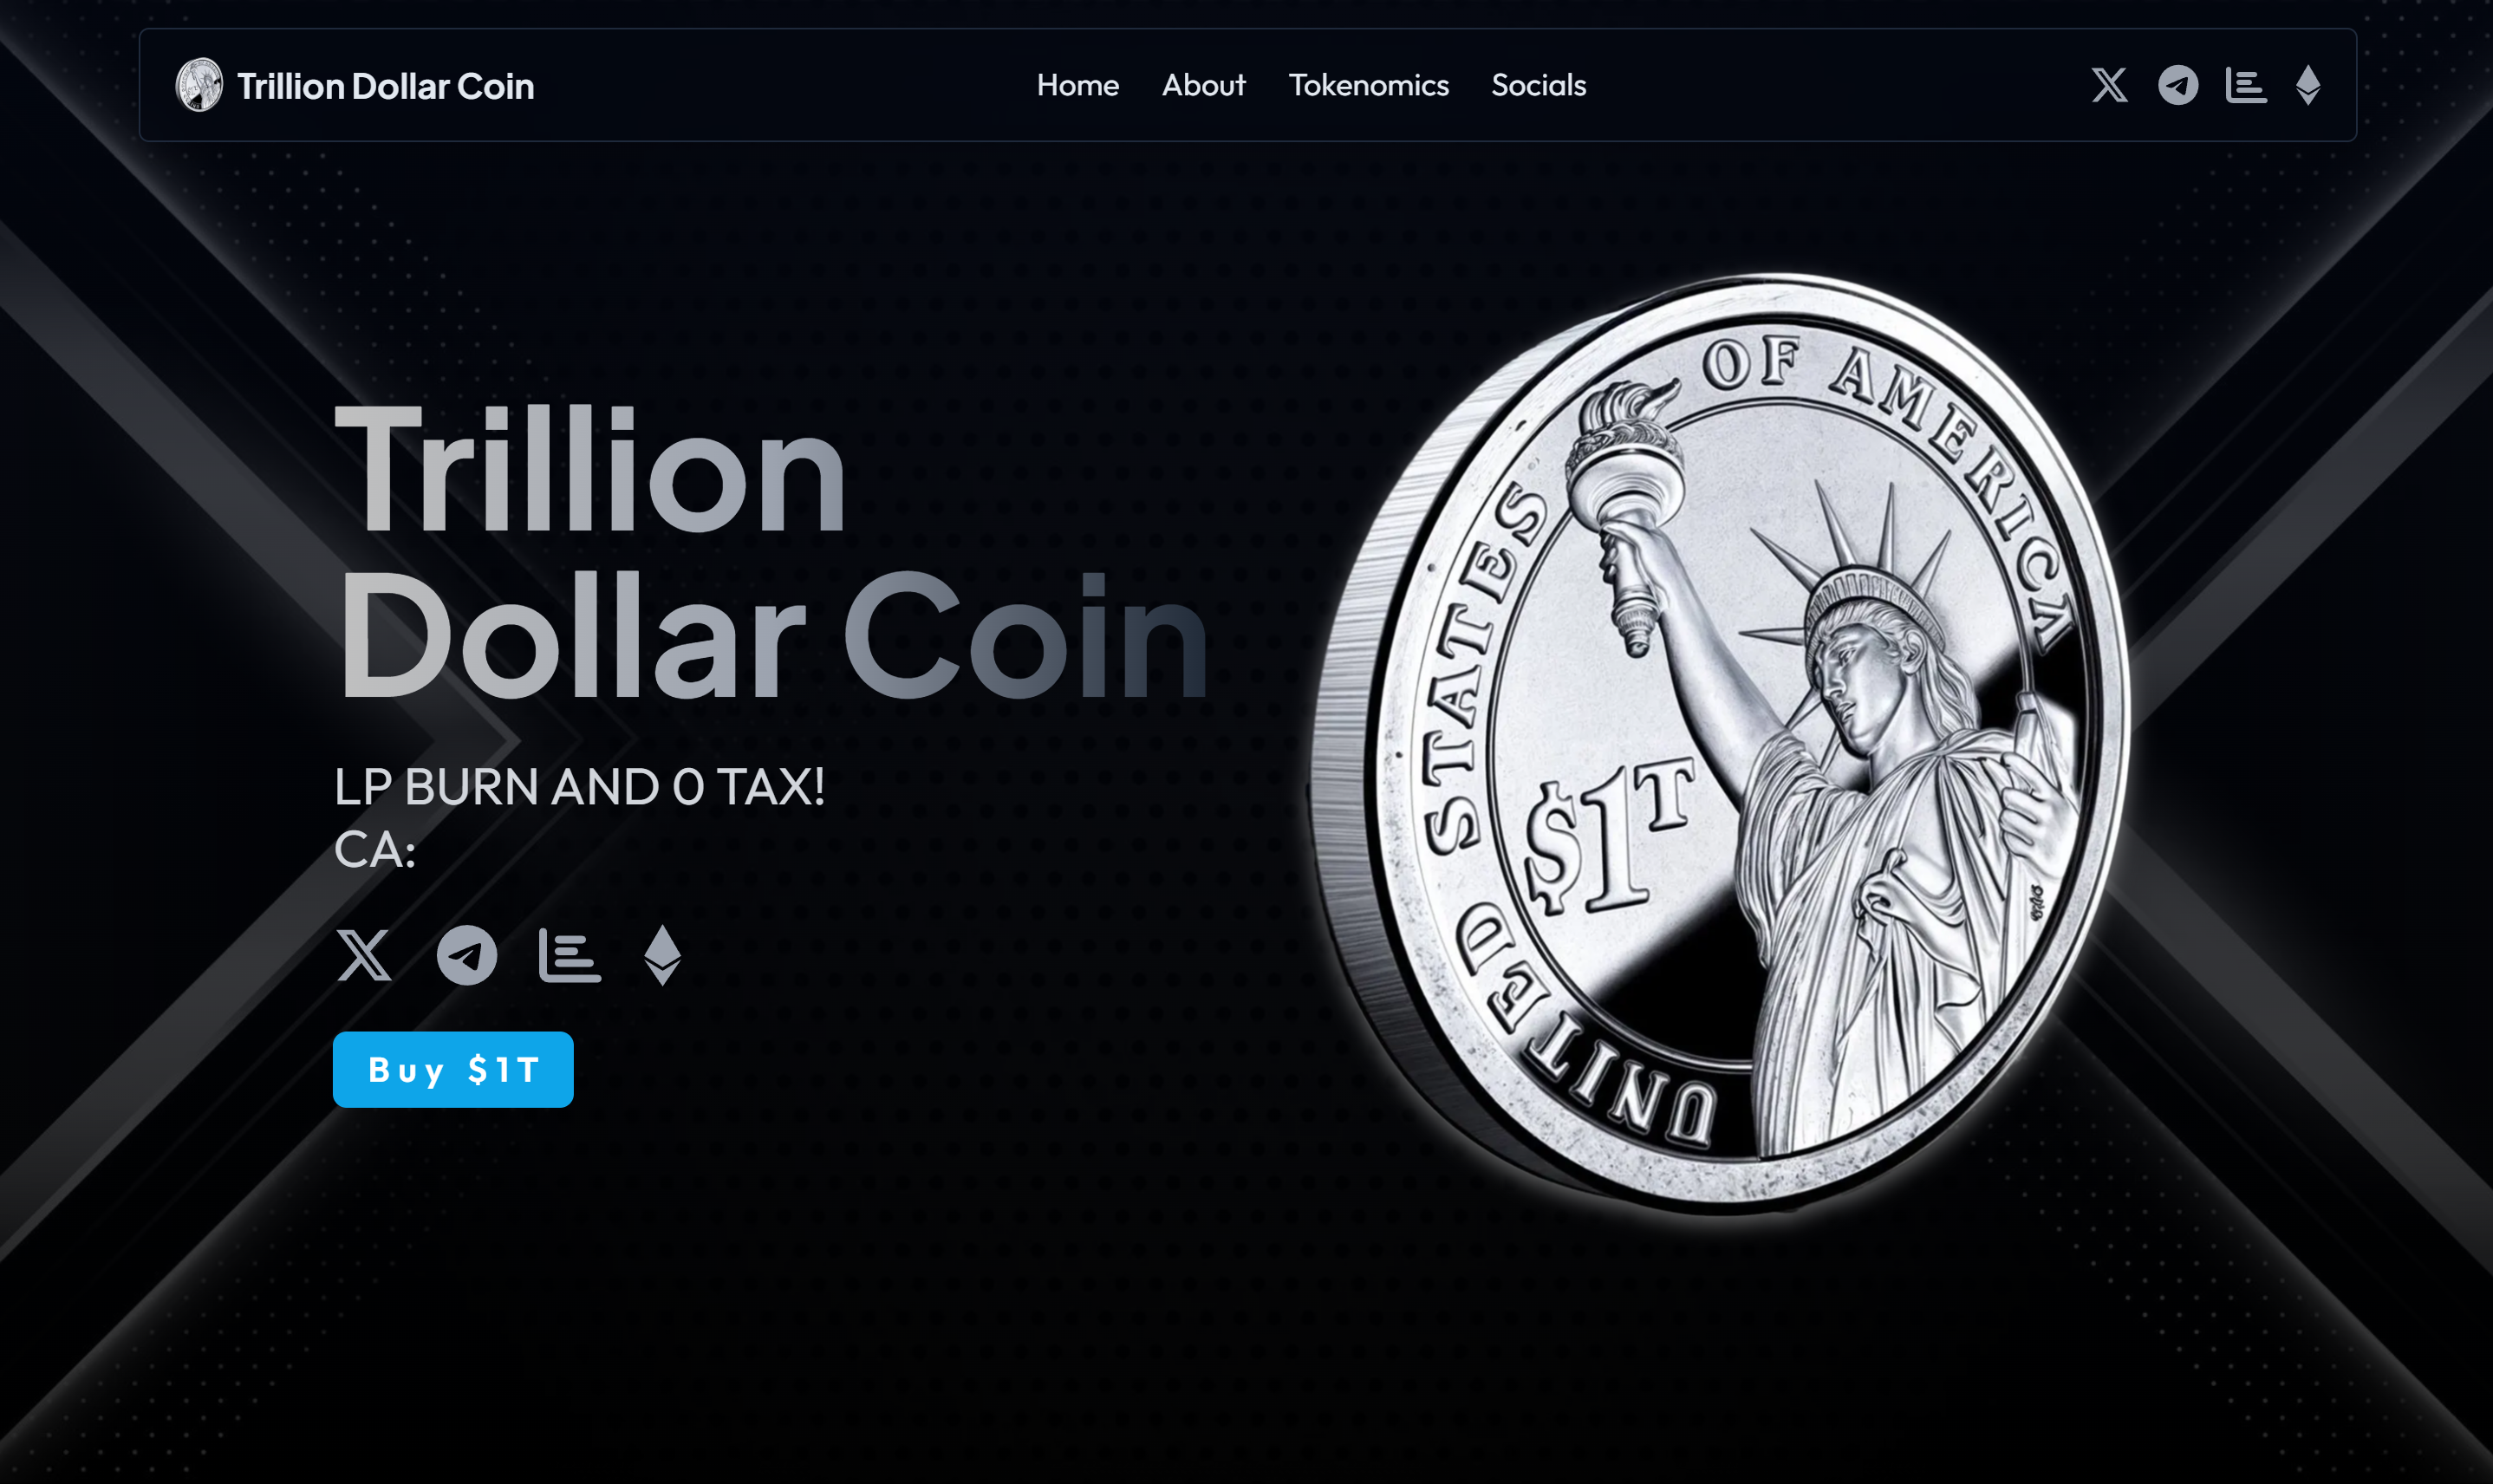 Trillion Dollar Coin
Home About Tokenomics Socials
Trillion
Dollar Coin
LP BURN AND 0 TAX!
CA:
Buy $1T
UNITED STATES OF AMERICA
$1T